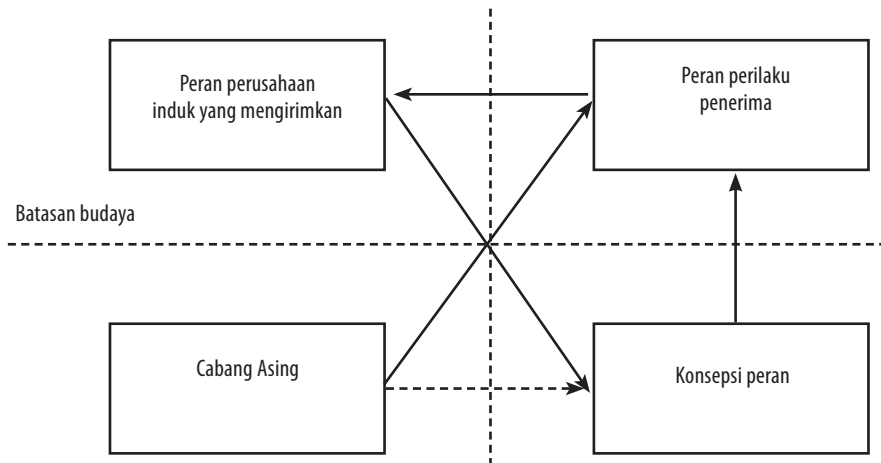 Peran perusahaan
induk yang mengirimkan
Peran perilaku
penerima
Batasan budaya
Cabang Asing
Konsepsi peran